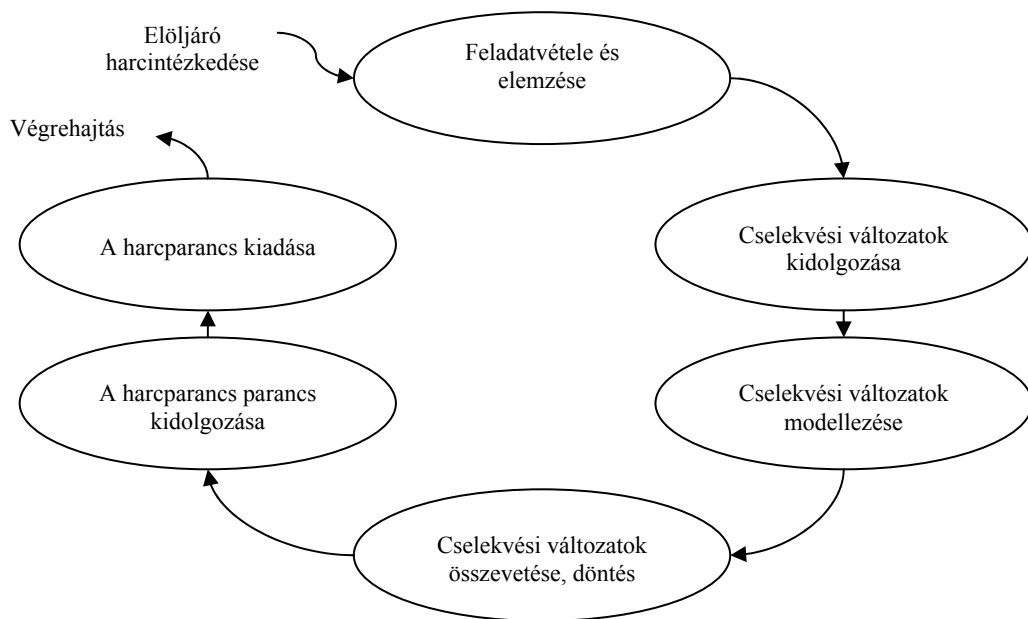 Elöljáró
harcintézkedése
Feladatvétele és
elemzése
Végrehajtás
A harcparancs kiadása
Cselekvési változatok
kidolgozása
A harcparancs parancs
kidolgozása
Cselekvési változatok
modellezése
Cselekvési változatok
összevetése, döntés